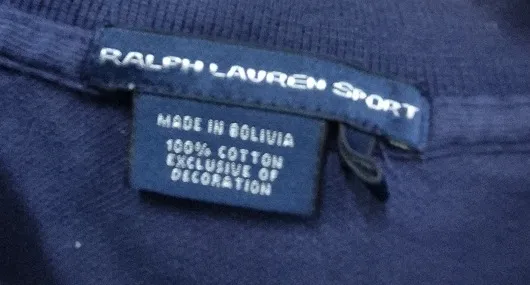 RALPH LAUREN SPORT
MADE IN BOLIVIA
100% COTTON
EXCLUSIVE OF
DECORATION